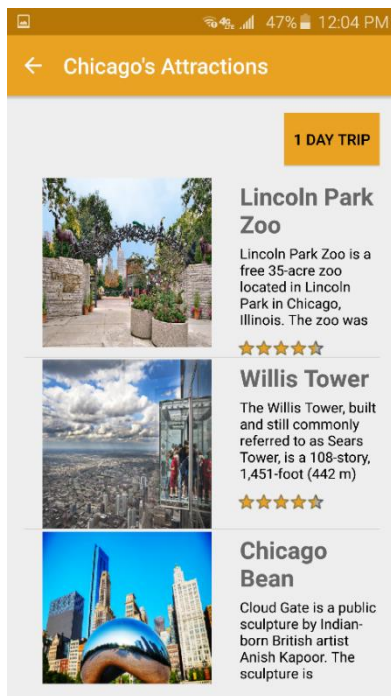 4G LTE 47% 12:04 PM
Chicago's Attractions
1 DAY TRIP
Lincoln Park
Zoo
Lincoln Park Zoo is a
free 35-acre zoo
located in Lincoln
Park in Chicago,
Illinois. The zoo was
Willis Tower
The Willis Tower, built
and still commonly
referred to as Sears
Tower, is a 108-story,
1,451-foot (442 m)
Chicago
Bean
Cloud Gate is a public
sculpture by Indian-
born British artist
Anish Kapoor. The
sculpture is